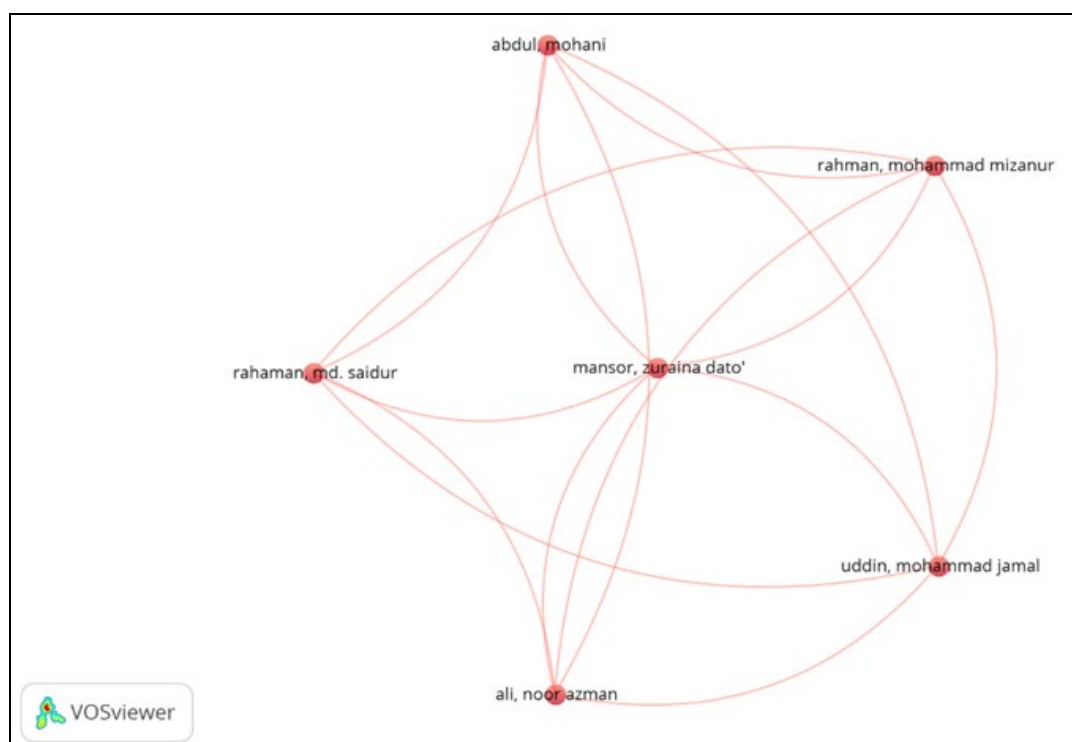 abdul, mohani
rahman, mohammad mizanur
rahaman, md. saidur
mansor, zuraina dato'
uddin, mohammad jamal
ali, noor azman
VOSviewer